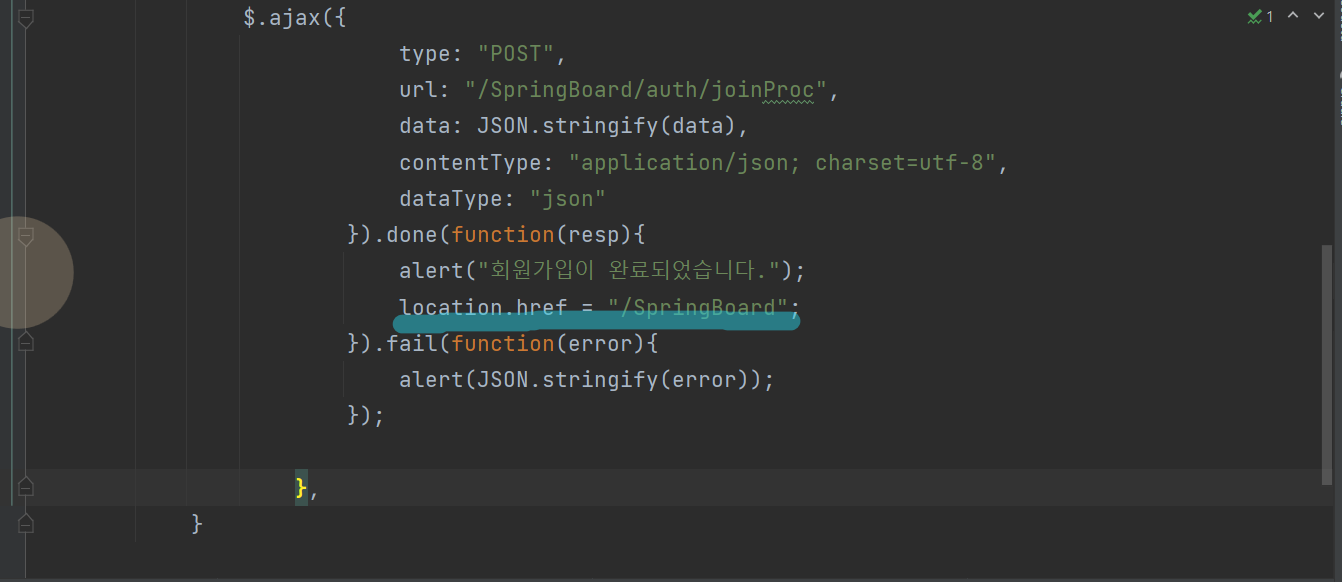 $.ajax({
1
type: "POST",
url: "/SpringBoard/auth/joinProc",
data: JSON.stringify(data),
contentType: "application/json; charset=utf-8",
dataType: "json"
}).done(function(resp){
alert("회원가입이 완료되었습니다.");
location.href = "/SpringBoard";
}).fail(function(error){
alert(JSON.stringify(error));
});
},
}